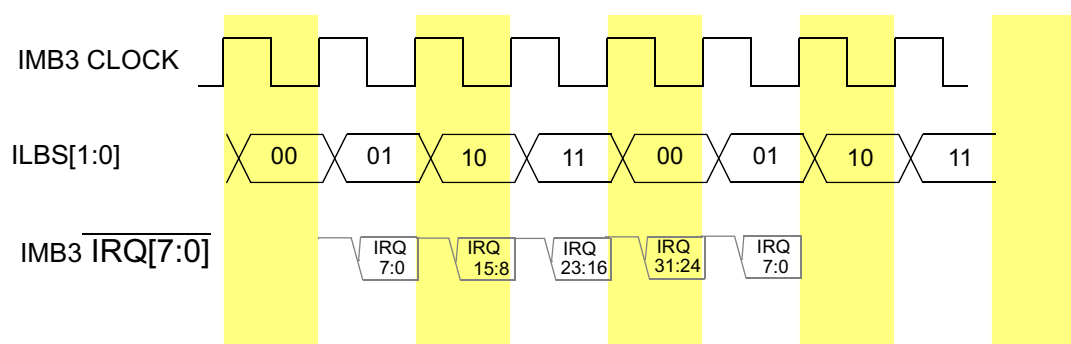 IMB3 CLOCK
ILBS[1:0] 00 01 10 11 00 01 10 11
IMB3 IRQ[7:0] IRQ IRQ IRQ IRQ IRQ
7:0 15:8 23:16 31:24 7:0